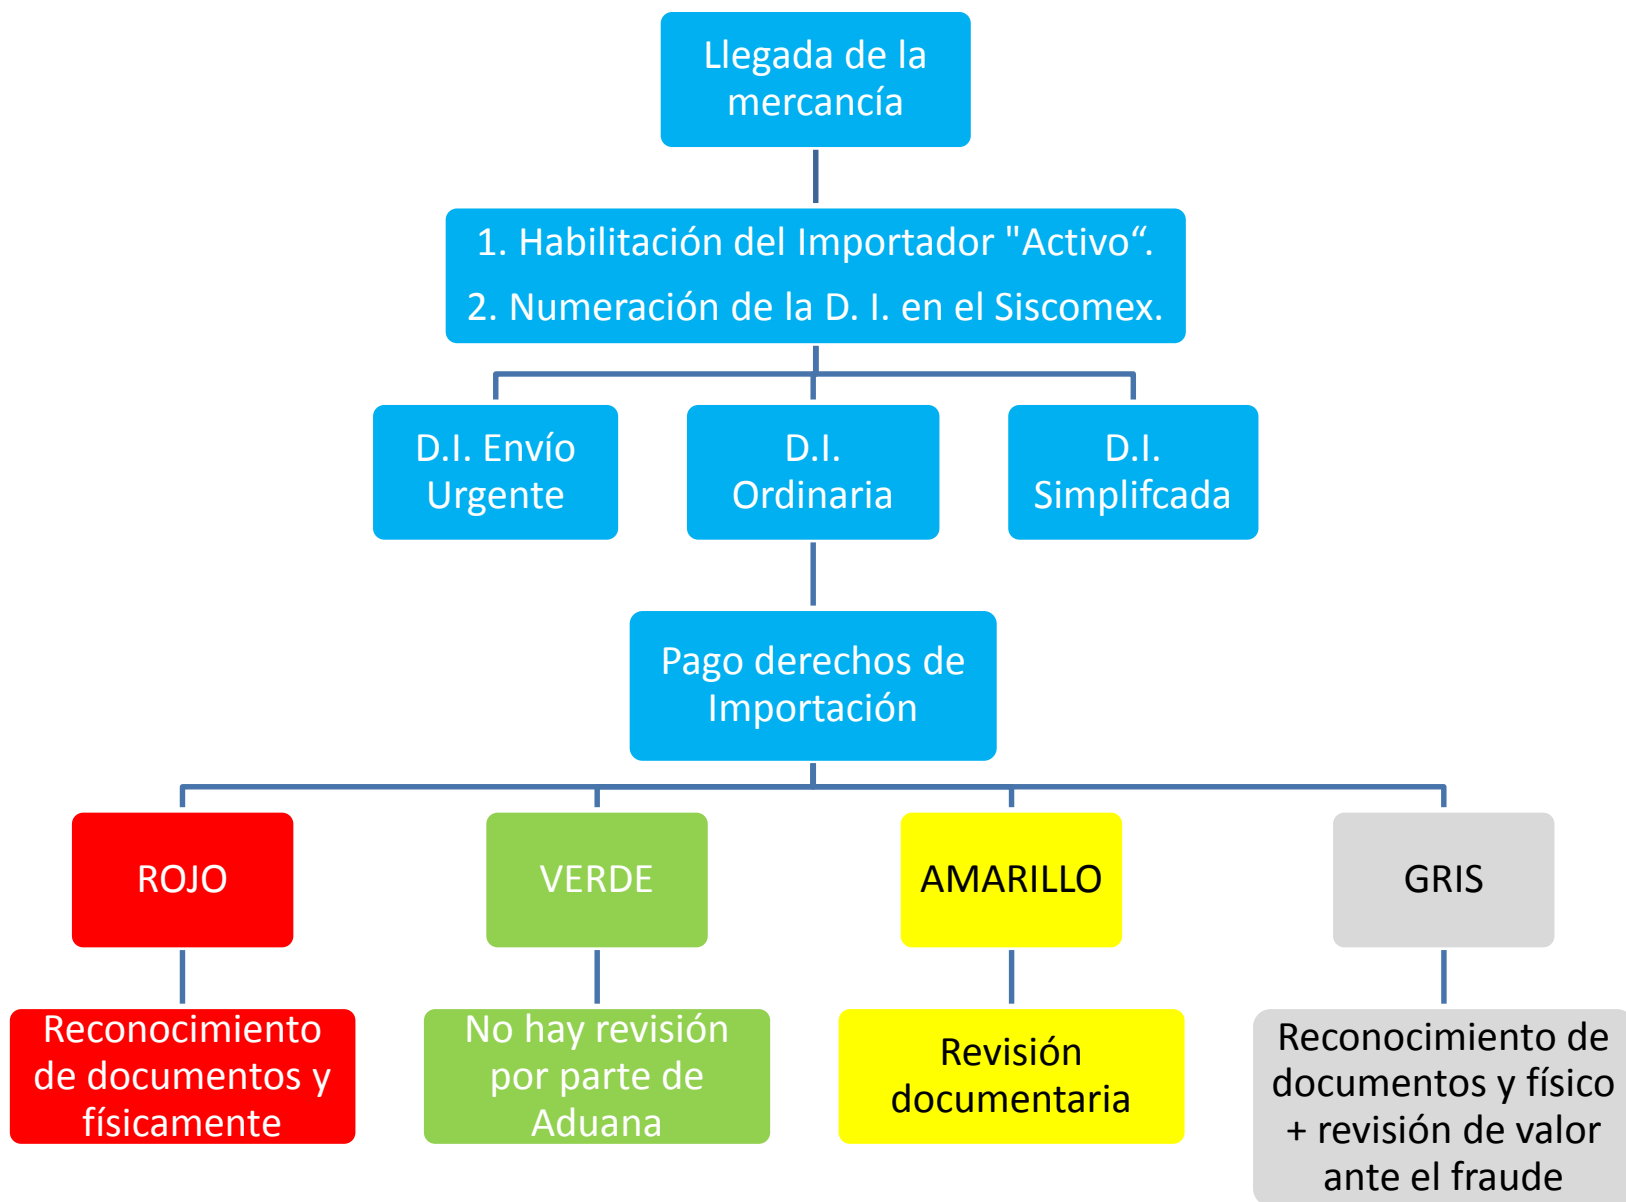 Llegada de la
mercancía
1. Habilitación del Importador "Activo“.
2. Numeración de la D. I. en el Siscomex.
D.I. Envío
Urgente
D.I.
Ordinaria
D.I.
Simplifcada
Pago derechos de
Importación
ROJO
VERDE
AMARILLO
GRIS
Reconocimiento
de documentos y
físicamente
No hay revisión
por parte de
Aduana
Revisión
documentaria
Reconocimiento de
documentos y físico
+ revisión de valor
ante el fraude